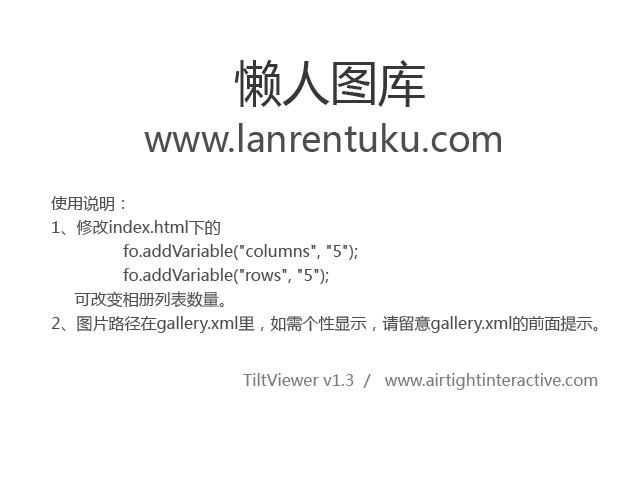 懒人图库
www.lanrentuku.com
使用说明：
1、修改index.html下的
fo.addVariable("columns", "5");
fo.addVariable("rows", "5");
可改变相册列表数量。
2、图片路径在gallery.xml里，如需个性显示，请留意gallery.xml的前面提示。
TiltViewer v1.3 / www.airtightinteractive.com